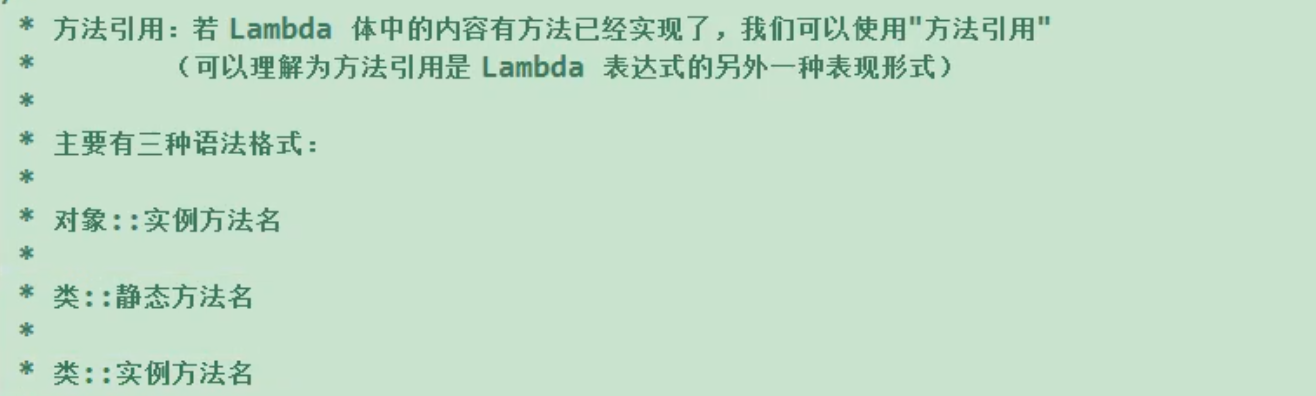 * 方法引用：若 Lambda 体中的内容有方法已经实现了，我们可以使用"方法引用"
* （可以理解为方法引用是 Lambda 表达式的另外一种表现形式）
*
* 主要有三种语法格式：
*
* 对象::实例方法名
*
* 类::静态方法名
*
* 类::实例方法名